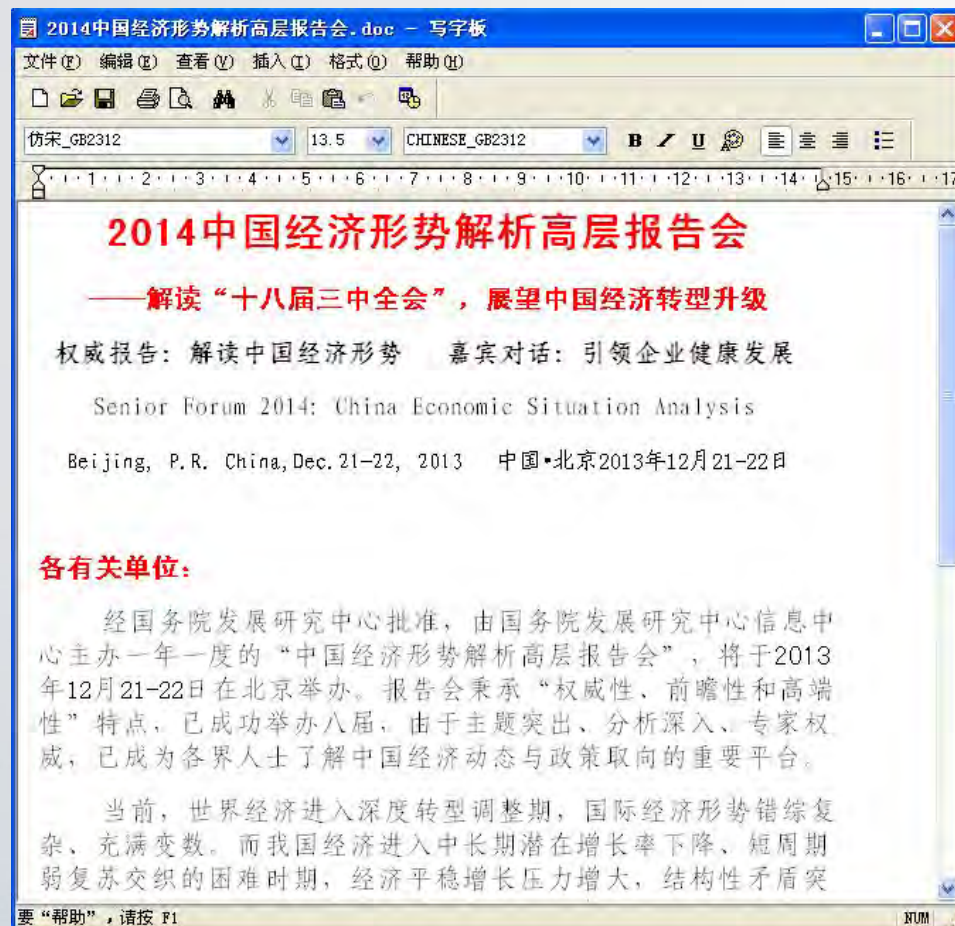 2014中国经济形势解析高层报告会.doc - 写字板
文件(F) 编辑(E) 查看(V) 插入(I) 格式(O) 帮助(H)
仿宋_GB2312 13.5 CHINESE_GB2312 B I U
1 2 3 4 5 6 7 8 9 10 11 12 13 14 15 16 17
2014中国经济形势解析高层报告会
——解读“十八届三中全会”，展望中国经济转型升级
权威报告：解读中国经济形势 嘉宾对话：引领企业健康发展
Senior Forum 2014: China Economic Situation Analysis
Beijing, P.R. China,Dec.21-22, 2013 中国•北京2013年12月21-22日
各有关单位：
经国务院发展研究中心批准，由国务院发展研究中心信息中
心主办一年一度的“中国经济形势解析高层报告会”，将于2013
年12月21-22日在北京举办。报告会秉承“权威性、前瞻性和高端
性”特点，已成功举办八届，由于主题突出、分析深入、专家权
威，已成为各界人士了解中国经济动态与政策取向的重要平台。
当前，世界经济进入深度转型调整期，国际经济形势错综复
杂、充满变数。而我国经济进入中长期潜在增长率下降、短周期
弱复苏交织的困难时期，经济平稳增长压力增大，结构性矛盾突
要“帮助”，请按 F1 NUM